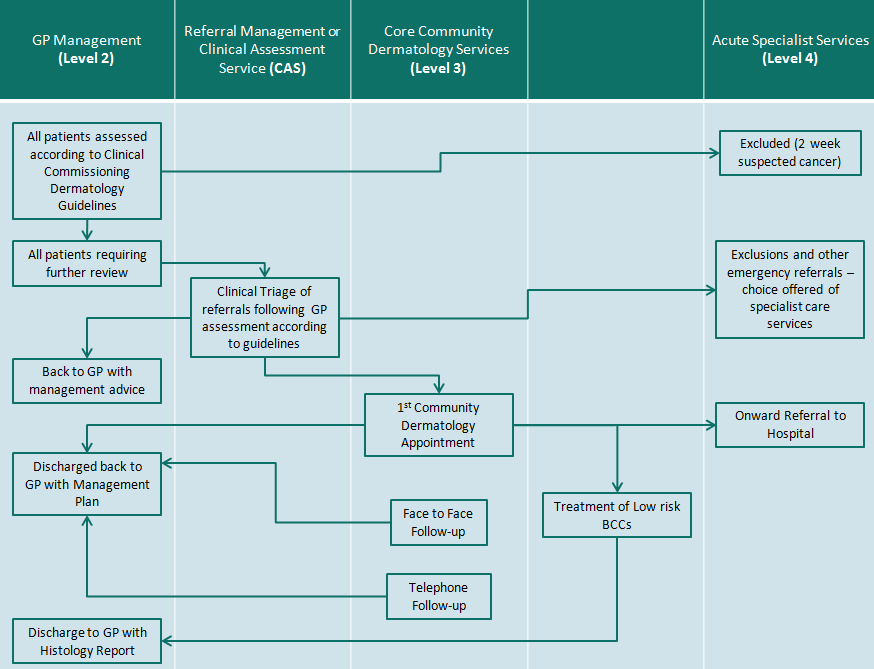 GP Management
(Level 2)
Referral Management or
Clinical Assessment
Service (CAS)
Core Community
Dermatology Services
(Level 3)
Acute Specialist Services
(Level 4)
All patients assessed
according to Clinical
Commissioning
Dermatology
Guidelines
Excluded (2 week
suspected cancer)
All patients requiring
further review
Clinical Triage of
referrals following GP
assessment according
to guidelines
Exclusions and other
emergency referrals –
choice offered of
specialist care
services
Back to GP with
management advice
1st Community
Dermatology
Appointment
Onward Referral to
Hospital
Discharged back to
GP with Management
Plan
Face to Face
Follow-up
Treatment of Low risk
BCCs
Telephone
Follow-up
Discharge to GP with
Histology Report